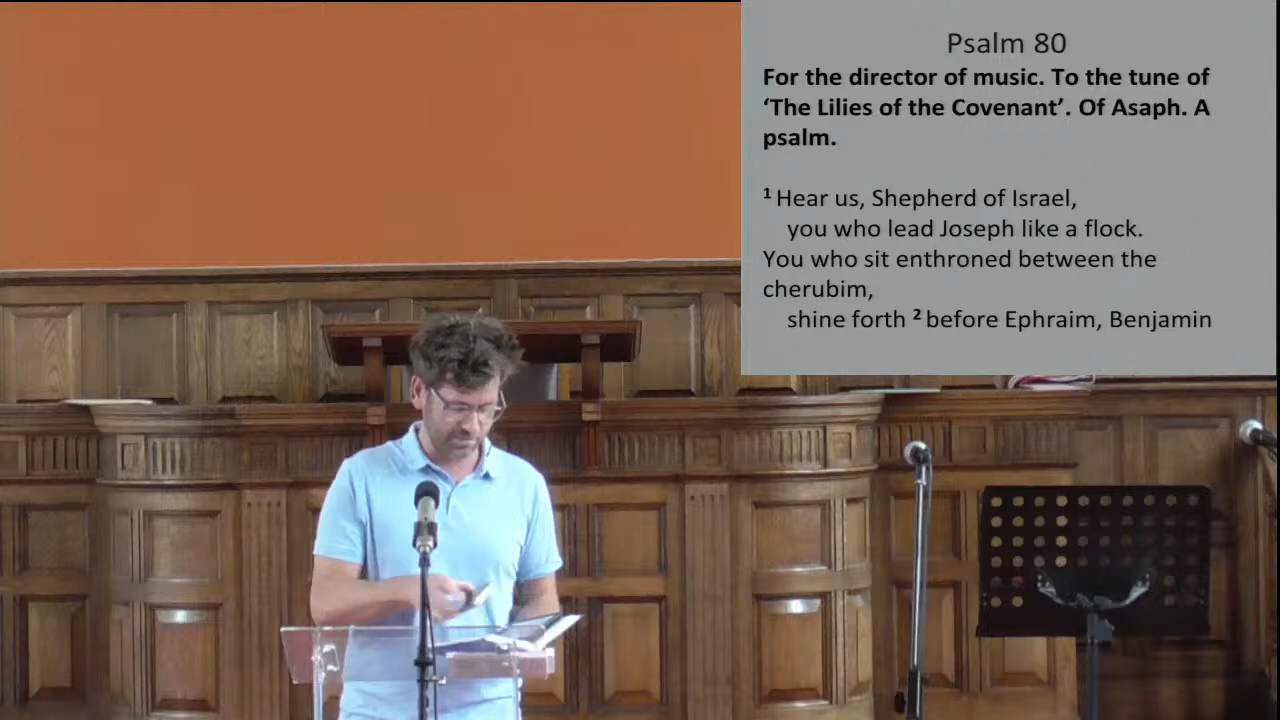 Psalm 80
For the director of music. To the tune of
‘The Lilies of the Covenant’. Of Asaph. A
psalm.
1 Hear us, Shepherd of Israel,
you who lead Joseph like a flock.
You who sit enthroned between the
cherubim,
shine forth 2 before Ephraim, Benjamin